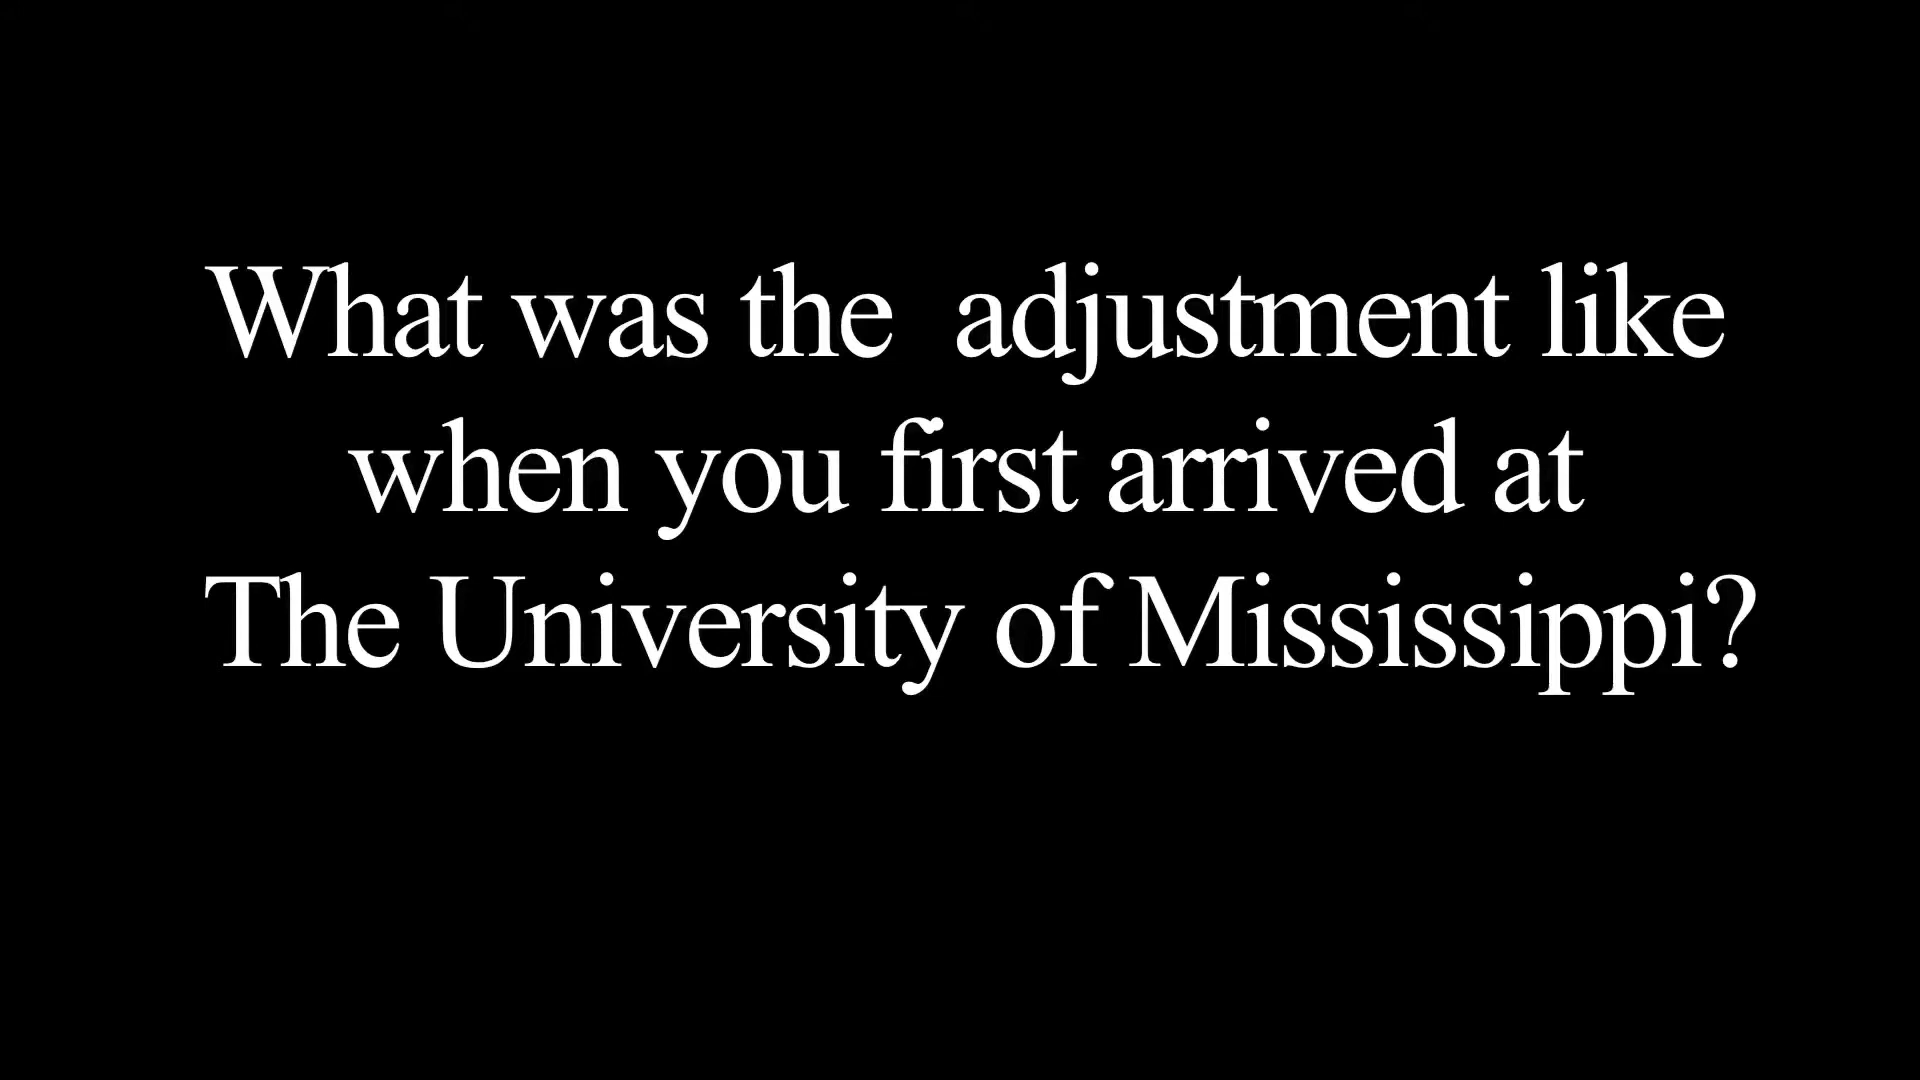 What was the  adjustment like
when you first arrived at
The University of Mississippi?